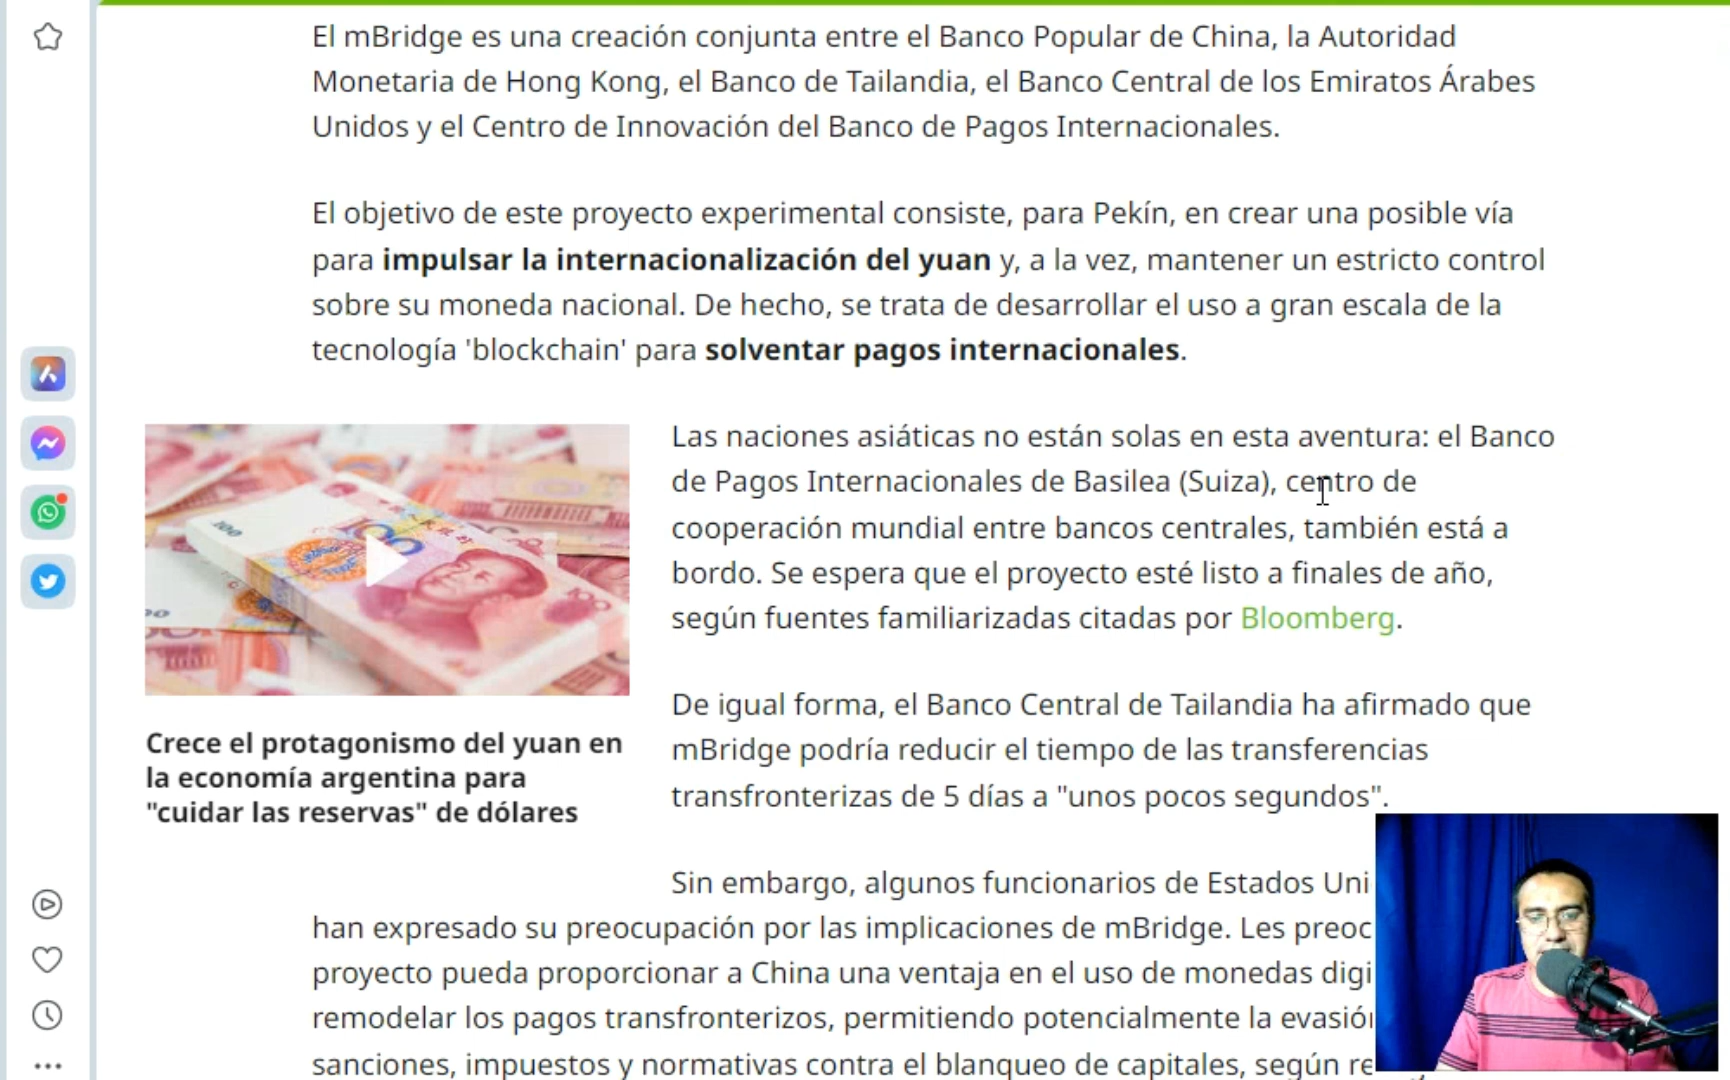 El mBridge es una creación conjunta entre el Banco Popular de China, la Autoridad
Monetaria de Hong Kong, el Banco de Tailandia, el Banco Central de los Emiratos Árabes
Unidos y el Centro de Innovación del Banco de Pagos Internacionales.
El objetivo de este proyecto experimental consiste, para Pekín, en crear una posible vía
para impulsar la internacionalización del yuan y, a la vez, mantener un estricto control
sobre su moneda nacional. De hecho, se trata de desarrollar el uso a gran escala de la
tecnología 'blockchain' para solventar pagos internacionales.
100
100
100
Crece el protagonismo del yuan en
la economía argentina para
"cuidar las reservas" de dólares
Las naciones asiáticas no están solas en esta aventura: el Banco
de Pagos Internacionales de Basilea (Suiza), centro de
cooperación mundial entre bancos centrales, también está a
bordo. Se espera que el proyecto esté listo a finales de año,
según fuentes familiarizadas citadas por Bloomberg.
De igual forma, el Banco Central de Tailandia ha afirmado que
mBridge podría reducir el tiempo de las transferencias
transfronterizas de 5 días a "unos pocos segundos".
Sin embargo, algunos funcionarios de Estados Uni
han expresado su preocupación por las implicaciones de mBridge. Les preoc
proyecto pueda proporcionar a China una ventaja en el uso de monedas digi
remodelar los pagos transfronterizos, permitiendo potencialmente la evasió
sanciones, impuestos y normativas contra el blanqueo de capitales, según re